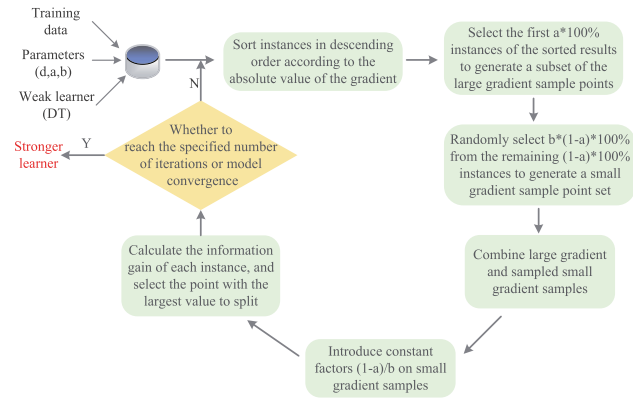 Training
data
Parameters
(d,a,b)
Weak learner
(DT)
Sort instances in descending
order according to the
absolute value of the gradient
Select the first a*100%
instances of the sorted results
to generate a subset of the
large gradient sample points
Randomly select b*(1-a)*100%
from the remaining (1-a)*100%
instances to generate a small
gradient sample point set
Combine large gradient
and sampled small
gradient samples
Introduce constant
factors (1-a)/b on small
gradient samples
Calculate the information
gain of each instance, and
select the point with the
largest value to split
Whether to
reach the specified number
of iterations or model
convergence
N
Y
Stronger
learner